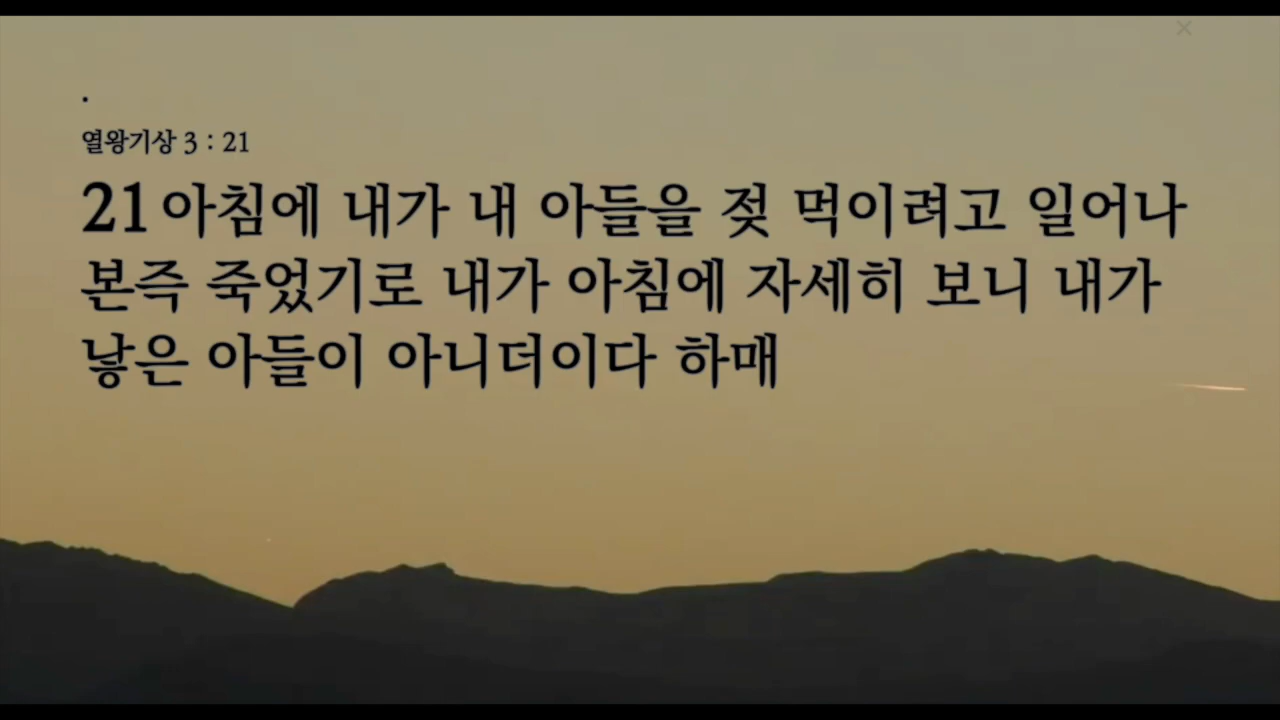 열왕기상 3 : 21
21 아침에 내가 내 아들을 젖 먹이려고 일어나
본즉 죽었기로 내가 아침에 자세히 보니 내가
낳은 아들이 아니더이다 하매